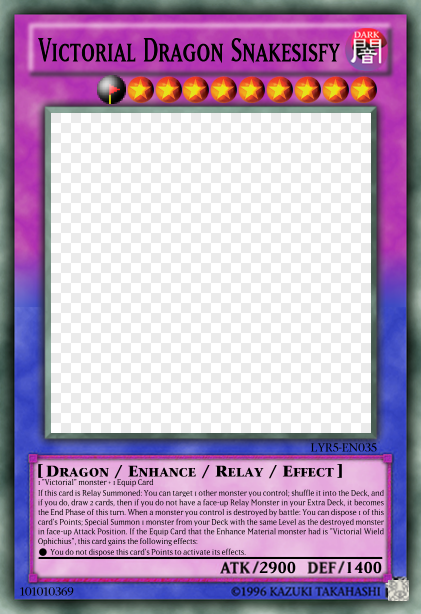 Victorial Dragon Snakesisfy
DARK
闇
LYR5-EN035
[ Dragon / Enhance / Relay / Effect ]
1 "Victorial" monster + 1 Equip Card
If this card is Relay Summoned: You can target 1 other monster you control; shuffle it into the Deck, and
if you do, draw 2 cards, then if you do not have a face-up Relay Monster in your Extra Deck, it becomes
the End Phase of this turn. When a monster you control is destroyed by battle: You can dispose 1 of this
card's Points; Special Summon 1 monster from your Deck with the same Level as the destroyed monster
in face-up Attack Position. If the Equip Card that the Enhance Material monster had is "Victorial Wield
Ophichius", this card gains the following effects:
● You do not dispose this card's Points to activate its effects.
ATK/2900 DEF/1400
101010369
©1996 KAZUKI TAKAHASHI